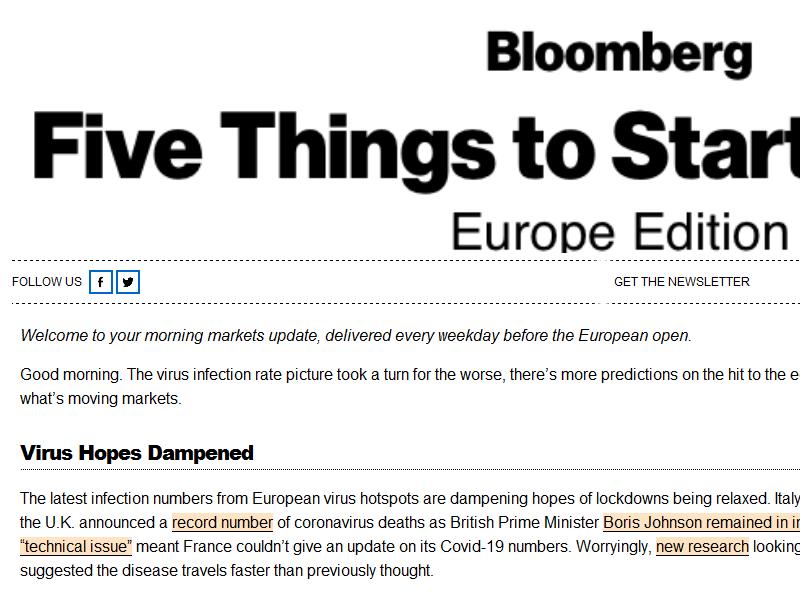 Bloomberg
Five Things to Start
Europe Edition
FOLLOW US
GET THE NEWSLETTER
Welcome to your morning markets update, delivered every weekday before the European open.
Good morning. The virus infection rate picture took a turn for the worse, there’s more predictions on the hit to the
what’s moving markets.
Virus Hopes Dampened
The latest infection numbers from European virus hotspots are dampening hopes of lockdowns being relaxed. Italy
the U.K. announced a record number of coronavirus deaths as British Prime Minister Boris Johnson remained in
“technical issue” meant France couldn’t give an update on its Covid-19 numbers. Worryingly, new research looking
suggested the disease travels faster than previously thought.